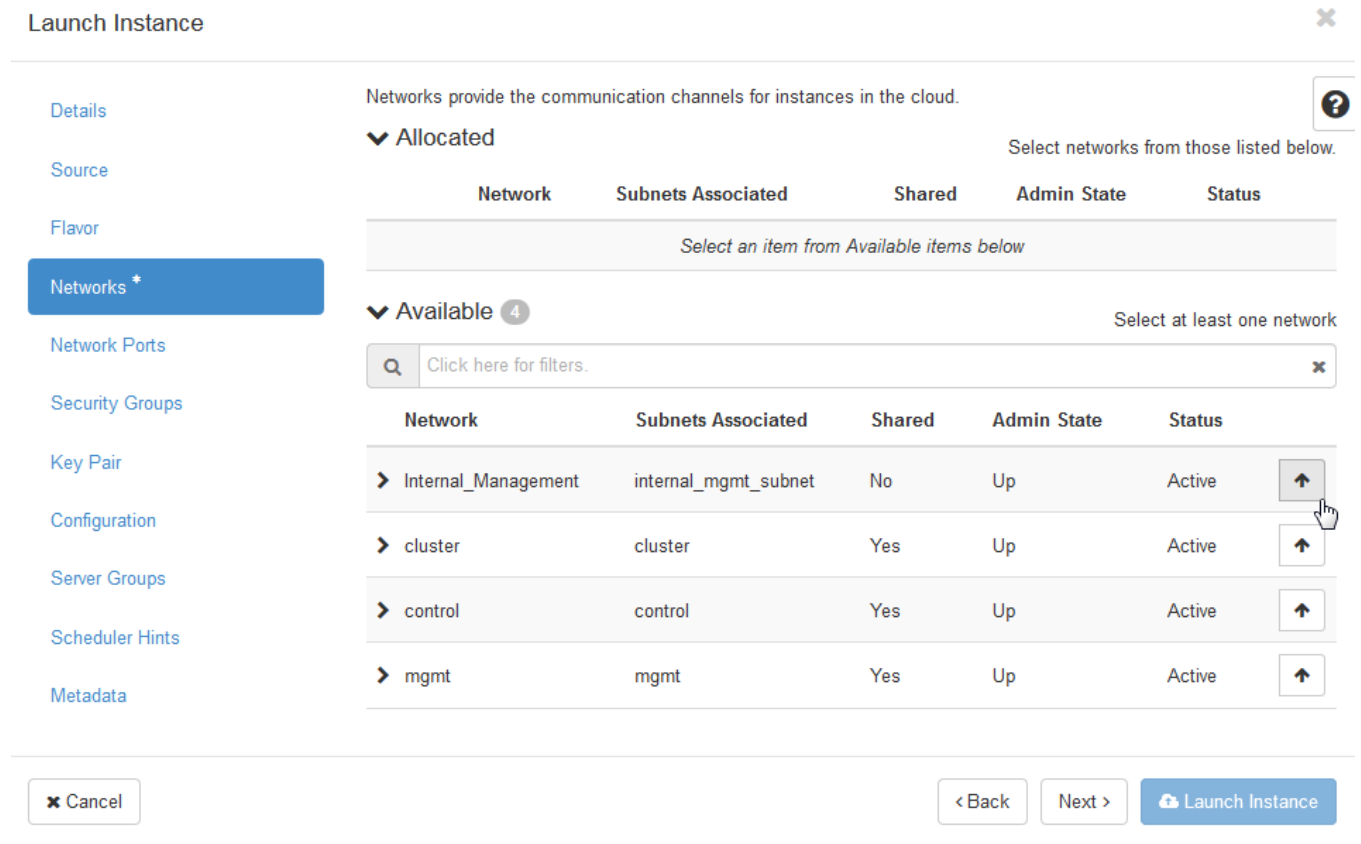 Launch Instance
Details
Source
Flavor
Networks *
Network Ports
Security Groups
Key Pair
Configuration
Server Groups
Scheduler Hints
Metadata
Networks provide the communication channels for instances in the cloud.
Allocated
Select networks from those listed below.
Network Subnets Associated Shared Admin State Status
Select an item from Available items below
Available 4
Select at least one network
Click here for filters.
Network Subnets Associated Shared Admin State Status
Internal_Management internal_mgmt_subnet No Up Active
cluster cluster Yes Up Active
control control Yes Up Active
mgmt mgmt Yes Up Active
Cancel
< Back Next > Launch Instance